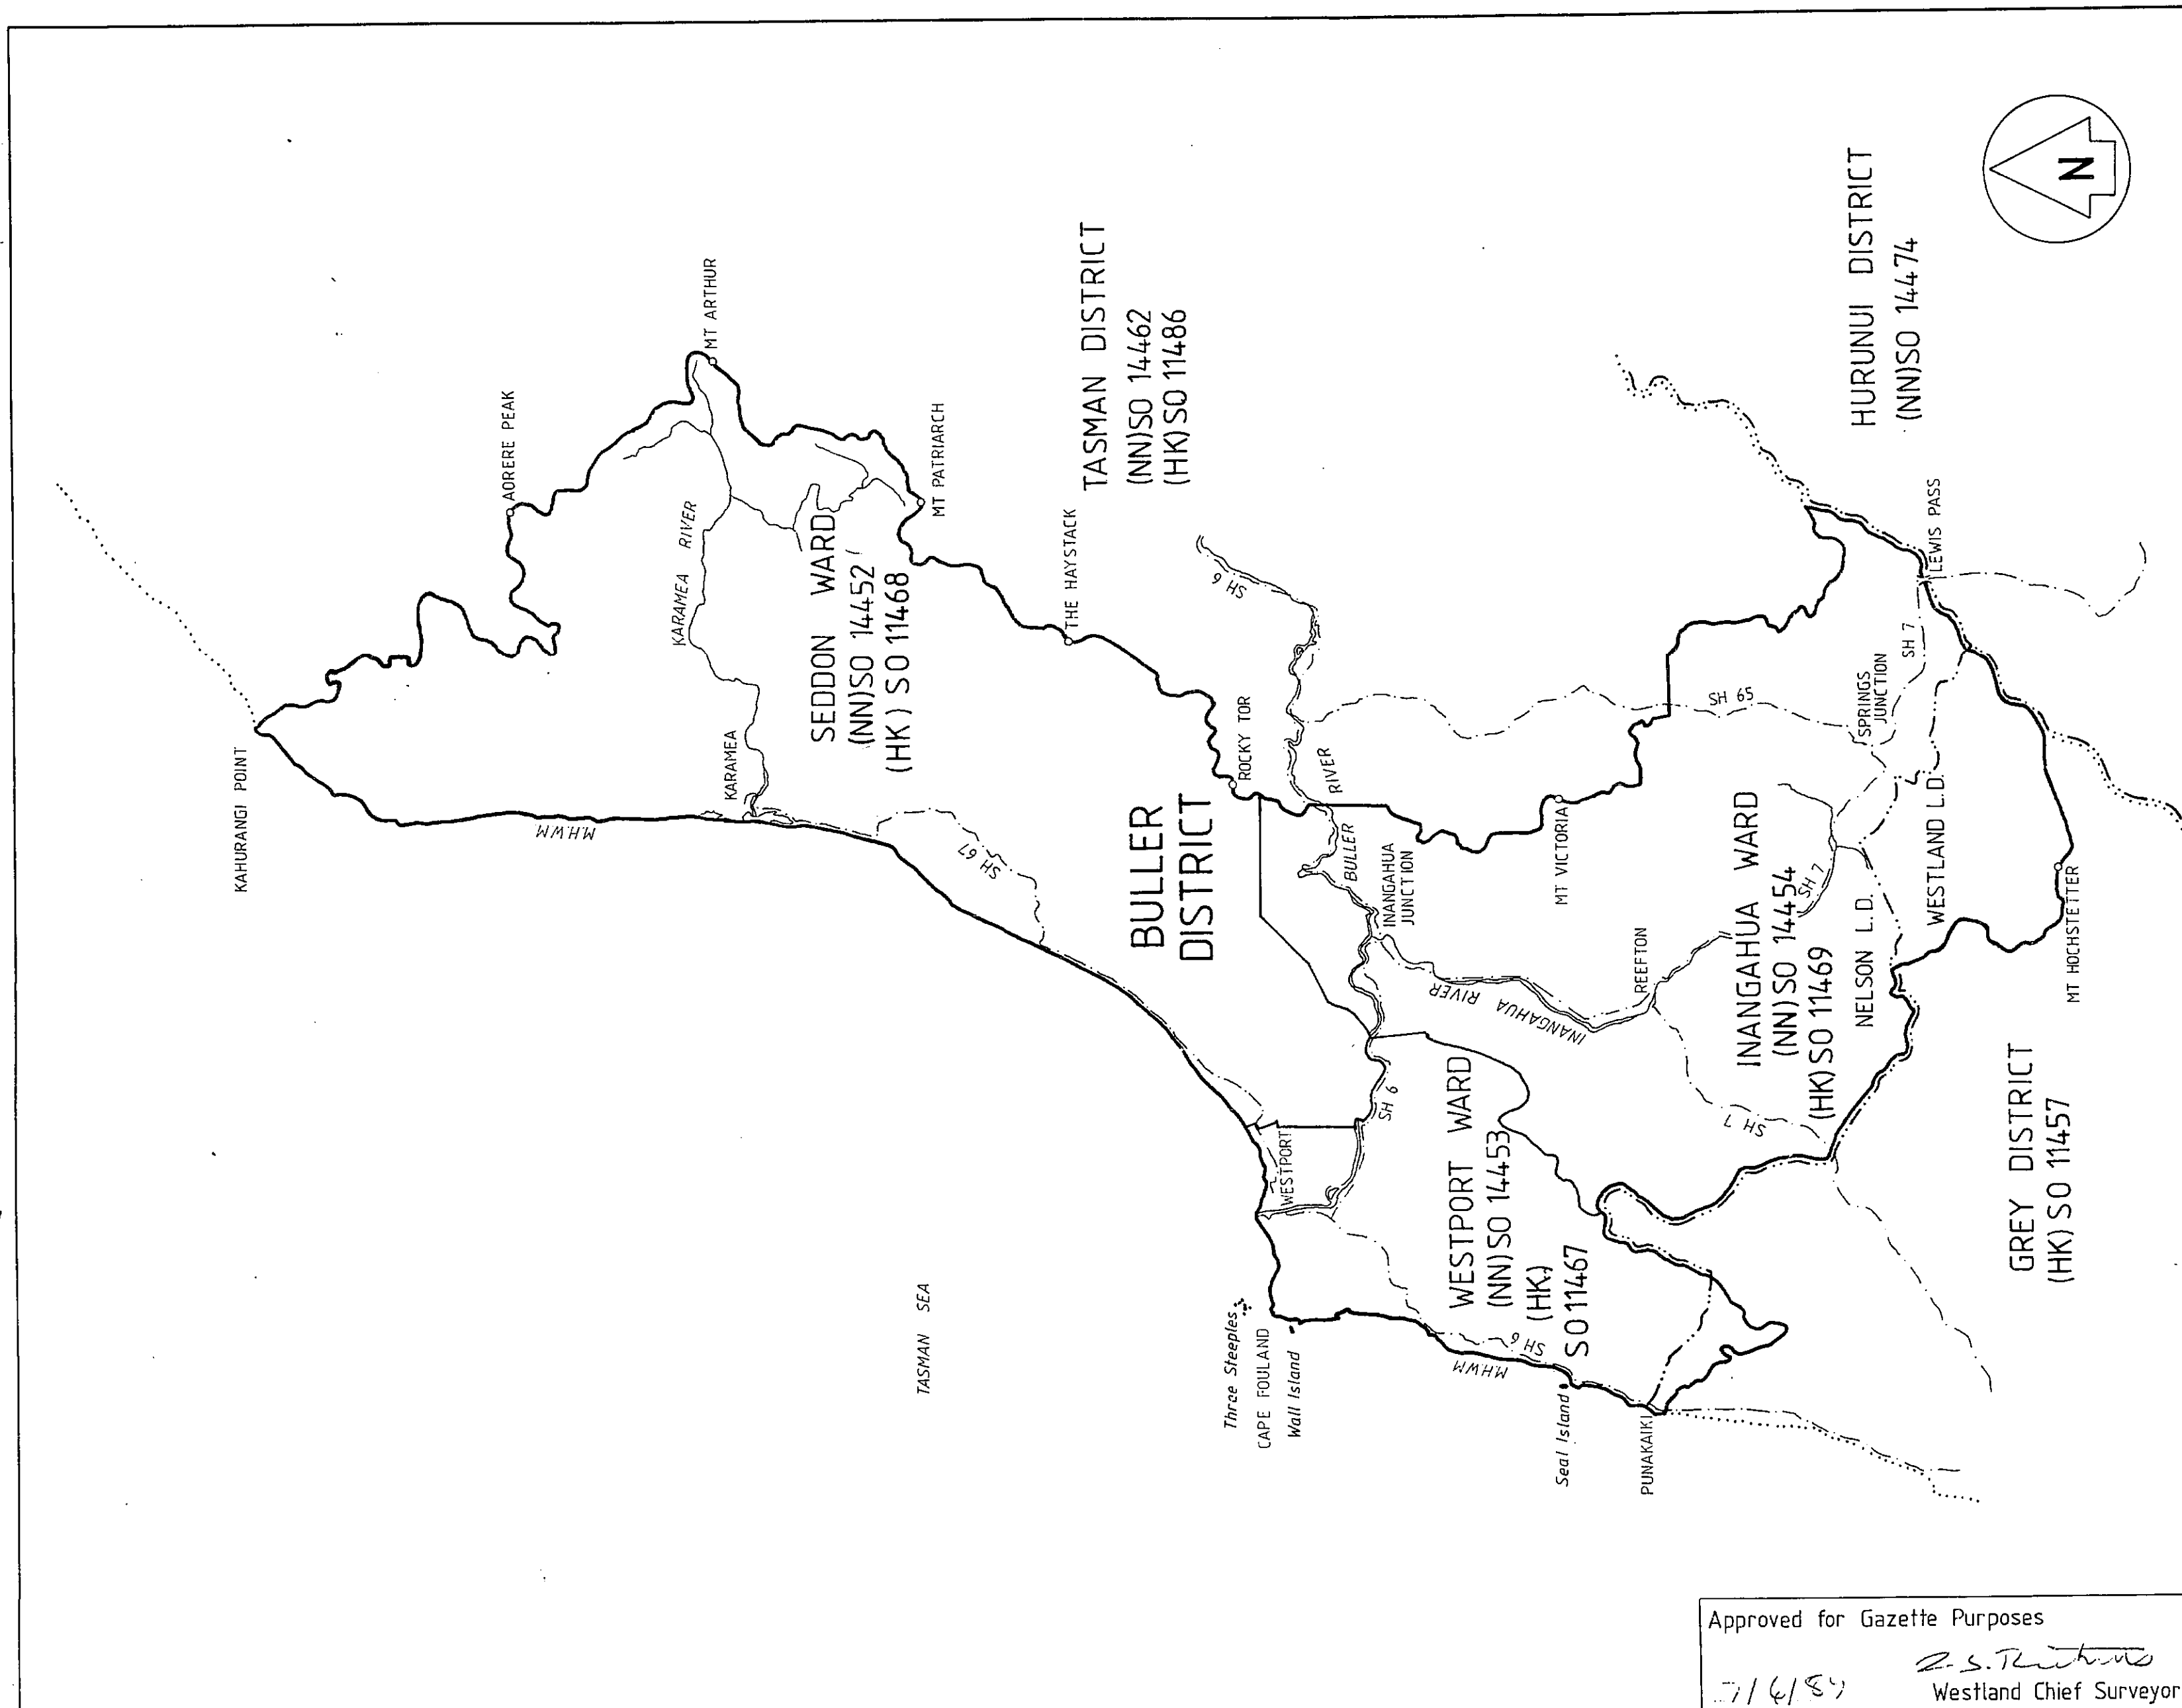 KAHURANGI POINT
AORERE PEAK
MT ARTHUR
M.H.W.M
KARAMEA RIVER
KARAMEA
SEDDON WARD
(NN)SO 14452
(HK) SO 11468
MT PATRIARCH
SH 67
THE HAYSTACK
TASMAN DISTRICT
(NN)SO 14462
(HK)SO 11486
SH 6
ROCKY TOR
BULLER
DISTRICT
BULLER RIVER
INANGAHUA
JUNCTION
SH 65
MT VICTORIA
HURUNUI DISTRICT
(NN)SO 14474
N
LEWIS PASS
SH 7
SPRINGS
JUNCTION
INANGAHUA WARD
(NN)SO 14454
(HK)SO 11469
SH 7
NELSON L.D.
WESTLAND L.D.
MT HOCHSTETTER
REEFTON
INANGAHUA RIVER
SH 7
GREY DISTRICT
(HK)SO 11457
SH 6
WESTPORT
WESTPORT WARD
(NN)SO 14453
(HK)
SO 11467
SH 6
M.H.W.M
TASMAN SEA
Three Steeples
CAPE FOULAND
Wall Island
Seal Island
PUNAKAIKI
Approved for Gazette Purposes
Westland Chief Surveyor